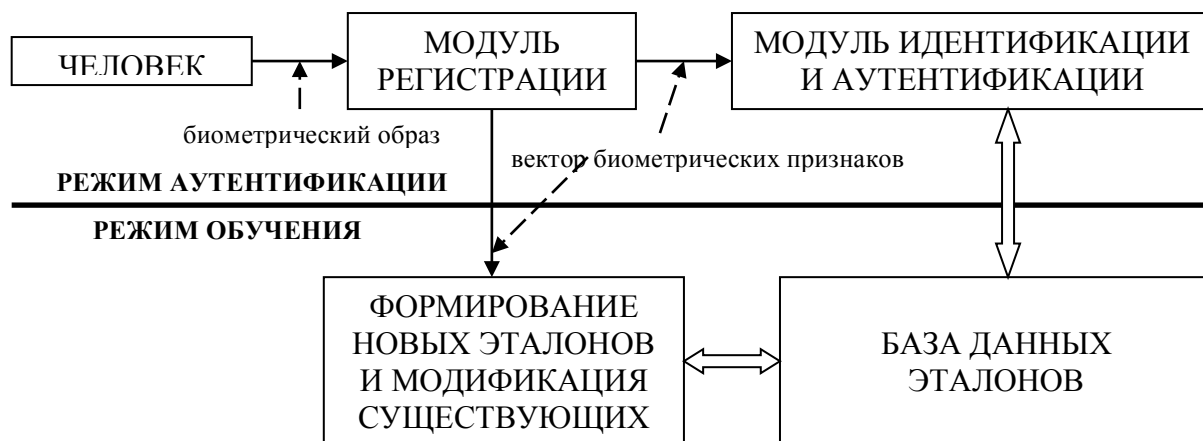 ЧЕЛОВЕК
МОДУЛЬ
РЕГИСТРАЦИИ
МОДУЛЬ ИДЕНТИФИКАЦИИ
И АУТЕНТИФИКАЦИИ
биометрический образ
вектор биометрических признаков
РЕЖИМ АУТЕНТИФИКАЦИИ
РЕЖИМ ОБУЧЕНИЯ
ФОРМИРОВАНИЕ
НОВЫХ ЭТАЛОНОВ
И МОДИФИКАЦИЯ
СУЩЕСТВУЮЩИХ
БАЗА ДАННЫХ
ЭТАЛОНОВ